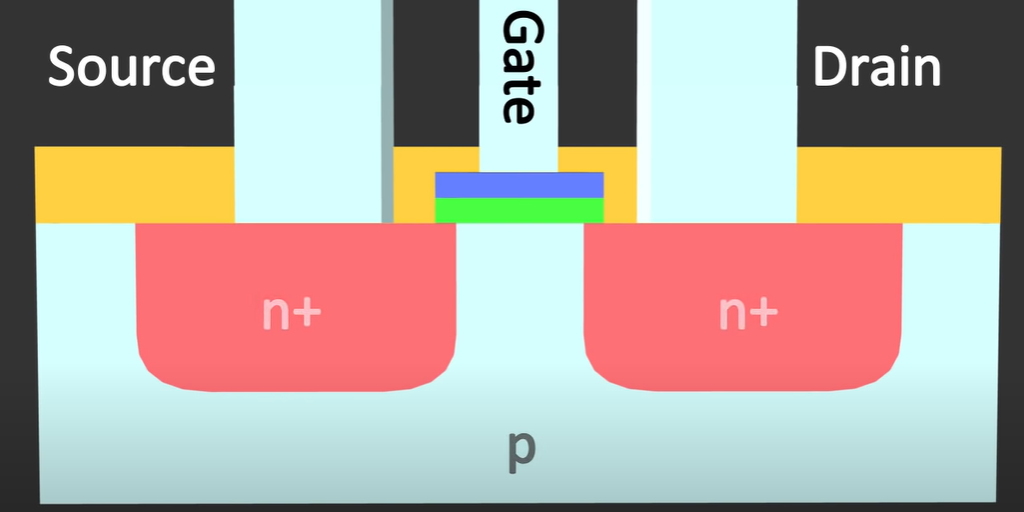 Source
Gate
Drain
n+
n+
p